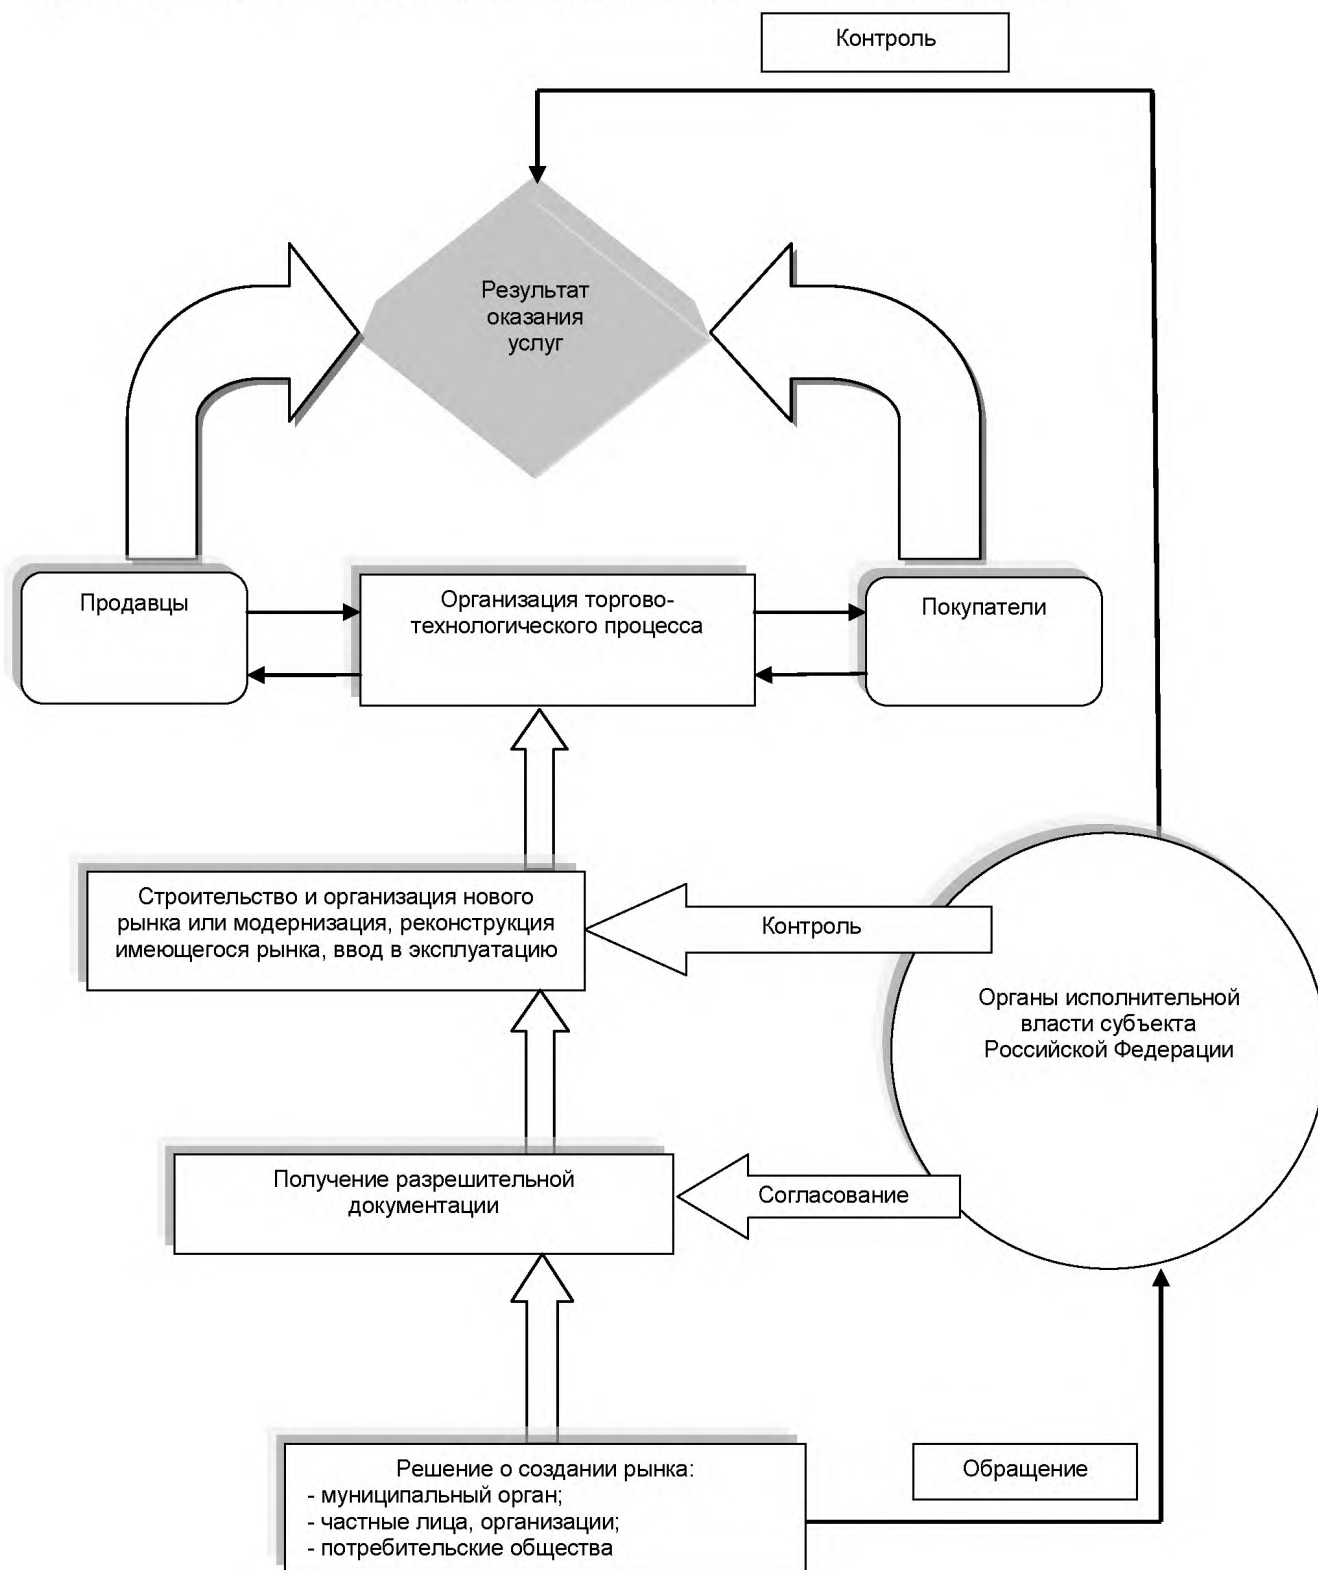 Контроль
Результат
оказания
услуг
Продавцы
Организация торгово-
технологического процесса
Покупатели
Строительство и организация нового
рынка или модернизация, реконструкция
имеющегося рынка, ввод в эксплуатацию
Контроль
Органы исполнительной
власти субъекта
Российской Федерации
Получение разрешительной
документации
Согласование
Решение о создании рынка:
- муниципальный орган;
- частные лица, организации;
- потребительские общества
Обращение